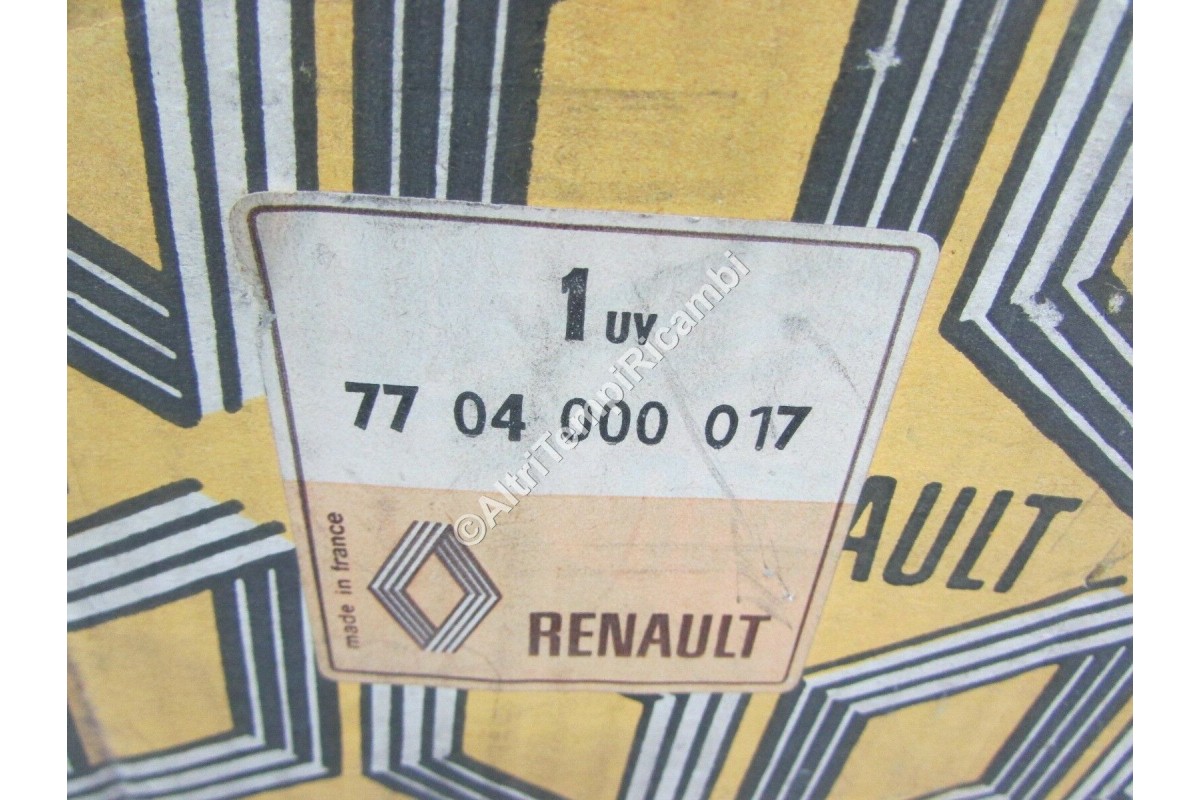 1 UV
77 04 000 017
©AltriTempiRicambi
made in france
RENAULT
AULT